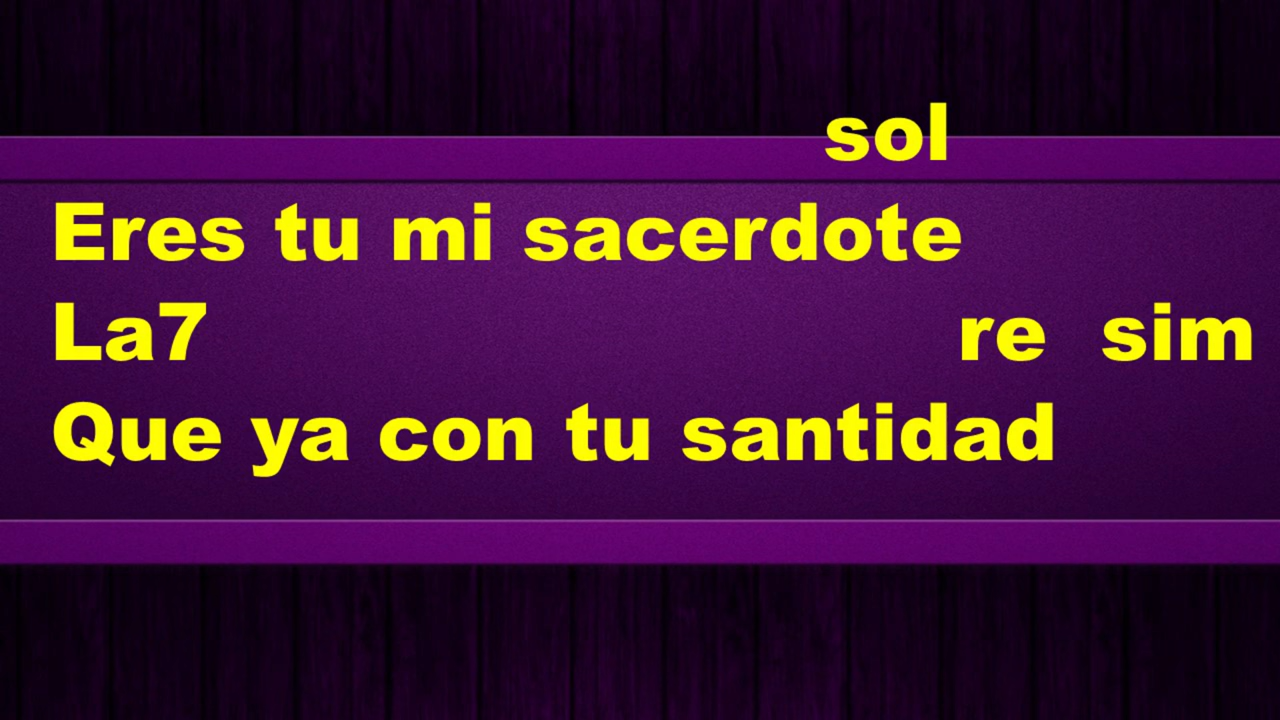 sol
Eres tu mi sacerdote
La7 re sim
Que ya con tu santidad